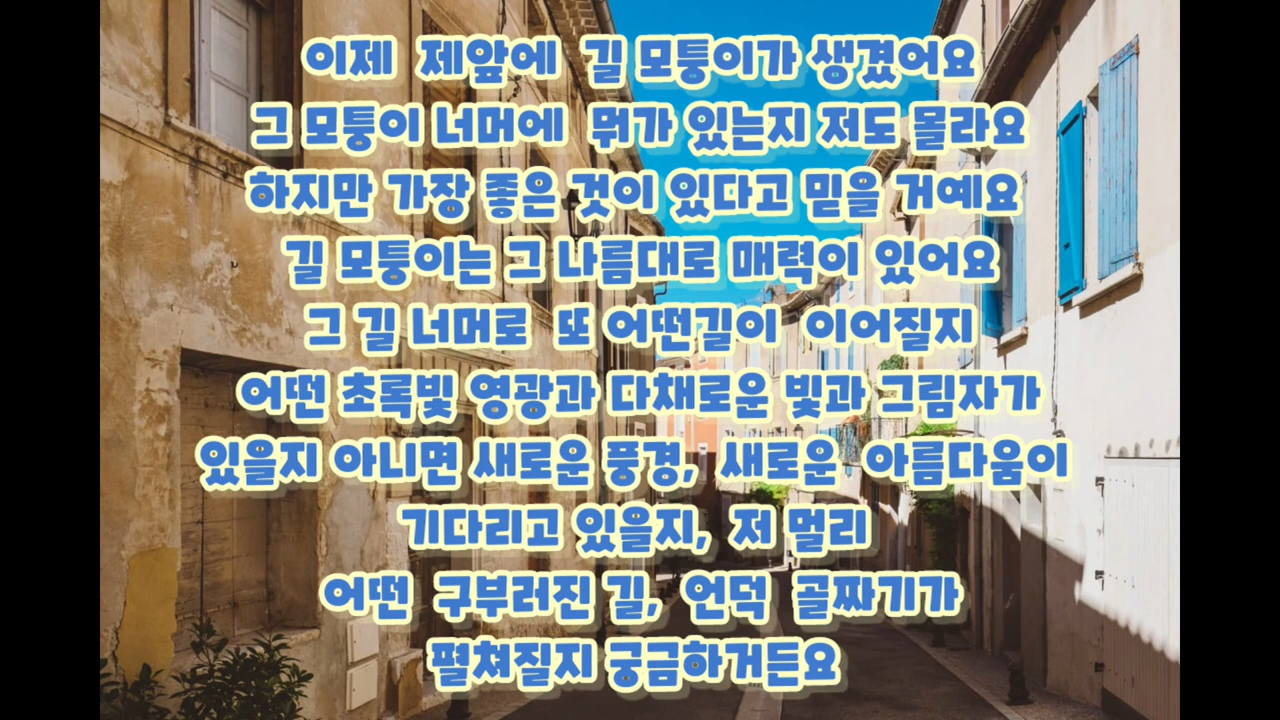 이제 제앞에 길 모퉁이가 생겼어요
그 모퉁이 너머에 뭐가 있는지 저도 몰라요
하지만 가장 좋은 것이 있다고 믿을 거예요
길 모퉁이는 그 나름대로 매력이 있어요
그 길 너머로 또 어떤길이 이어질지
어떤 초록빛 영광과 다채로운 빛과 그림자가
있을지 아니면 새로운 풍경, 새로운 아름다움이
기다리고 있을지, 저 멀리
어떤 구부러진 길, 언덕 골짜기가
펼쳐질지 궁금하거든요